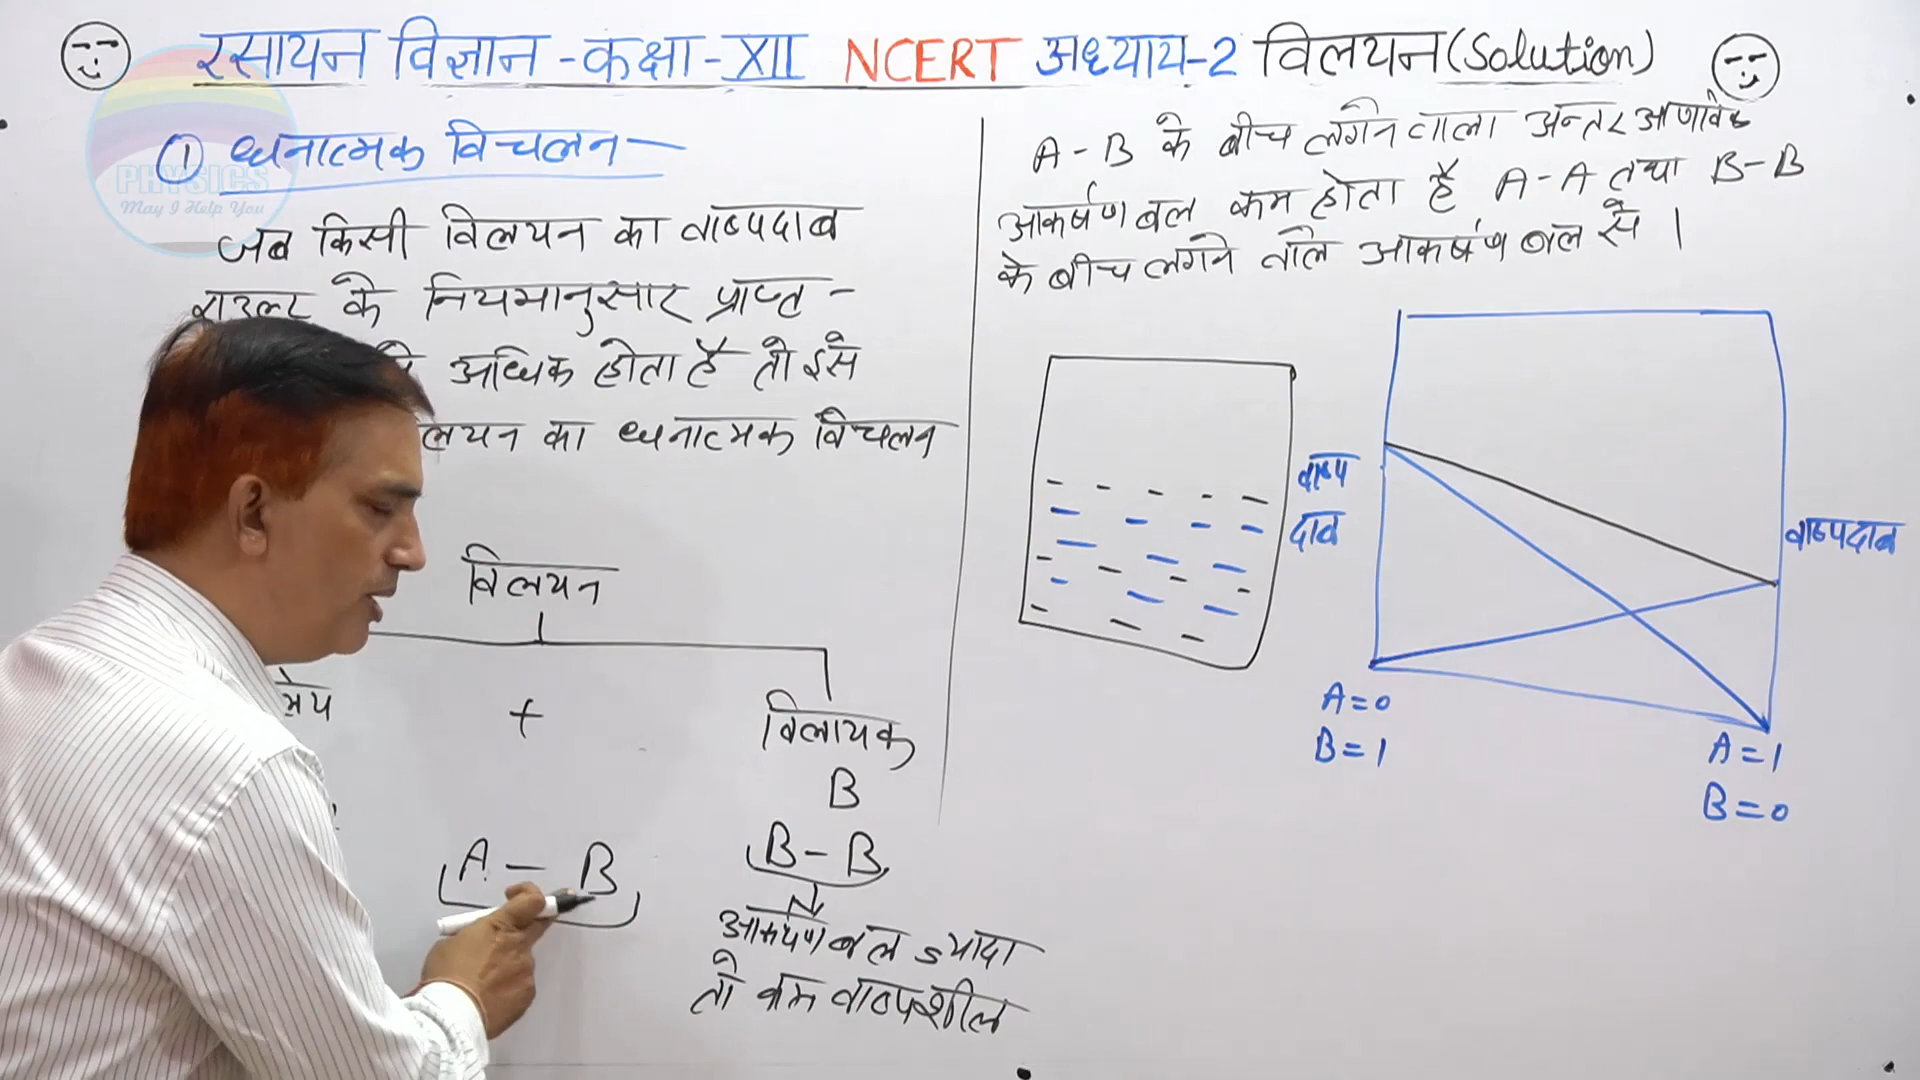 रसायन विज्ञान - कक्षा - XII NCERT अध्याय-2 विलयन (Solution)
① धनात्मक विचलन -
PHYSICS
May I Help You
जब किसी विलयन का वाष्पदाब
राउल्ट के नियमानुसार प्राप्त -
अधिक होता है तो इसे
लयन का धनात्मक विचलन
विलयन
+
विलायक
B
A - B
B - B
आकर्षण बल ज्यादा
तो कम वाष्पशील
A - B के बीच लगने वाला अन्तर आणविक
आकर्षण बल कम होता है A - A तथा B - B
के बीच लगने वाले आकर्षण बल से ।
वाष्प
दाब
वाष्पदाब
A = 0
B = 1
A = 1
B = 0